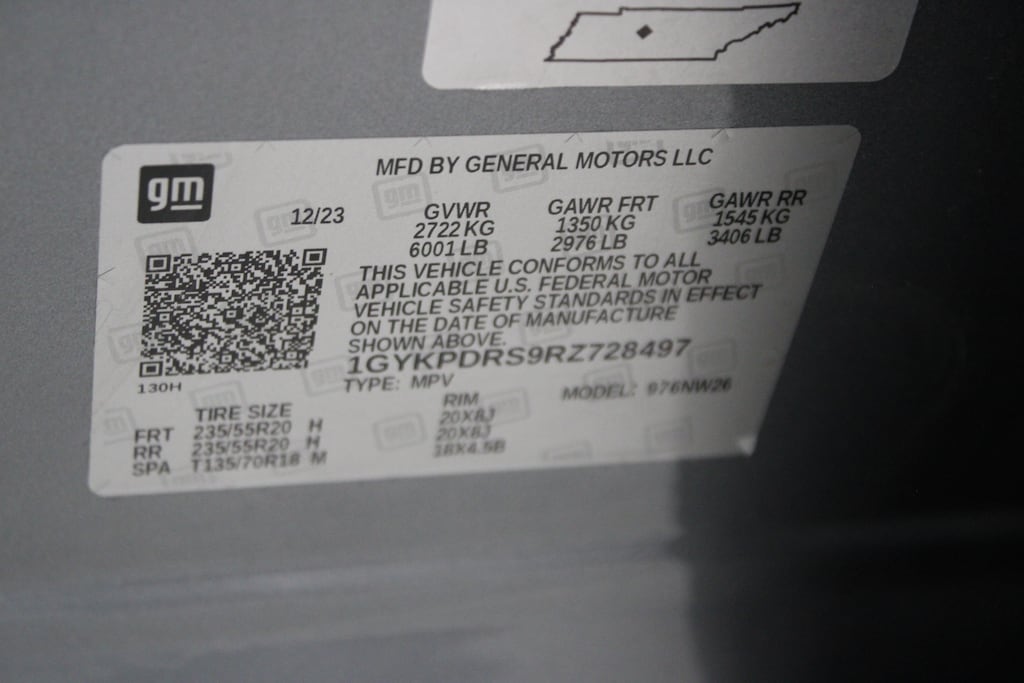 gm
MFD BY GENERAL MOTORS LLC
12/23
GVWR GAWR FRT GAWR RR
2722 KG 1350 KG 1545 KG
6001 LB 2976 LB 3406 LB
THIS VEHICLE CONFORMS TO ALL
APPLICABLE U.S. FEDERAL MOTOR
VEHICLE SAFETY STANDARDS IN EFFECT
ON THE DATE OF MANUFACTURE
SHOWN ABOVE.
1GYKPDRS9RZ728497
130H
TYPE: MPV MODEL: 976NW26
TIRE SIZE RIM
FRT 235/55R20 H 20X8J
RR 235/55R20 H 20X8J
SPA T135/70R18 M 18X4.5B